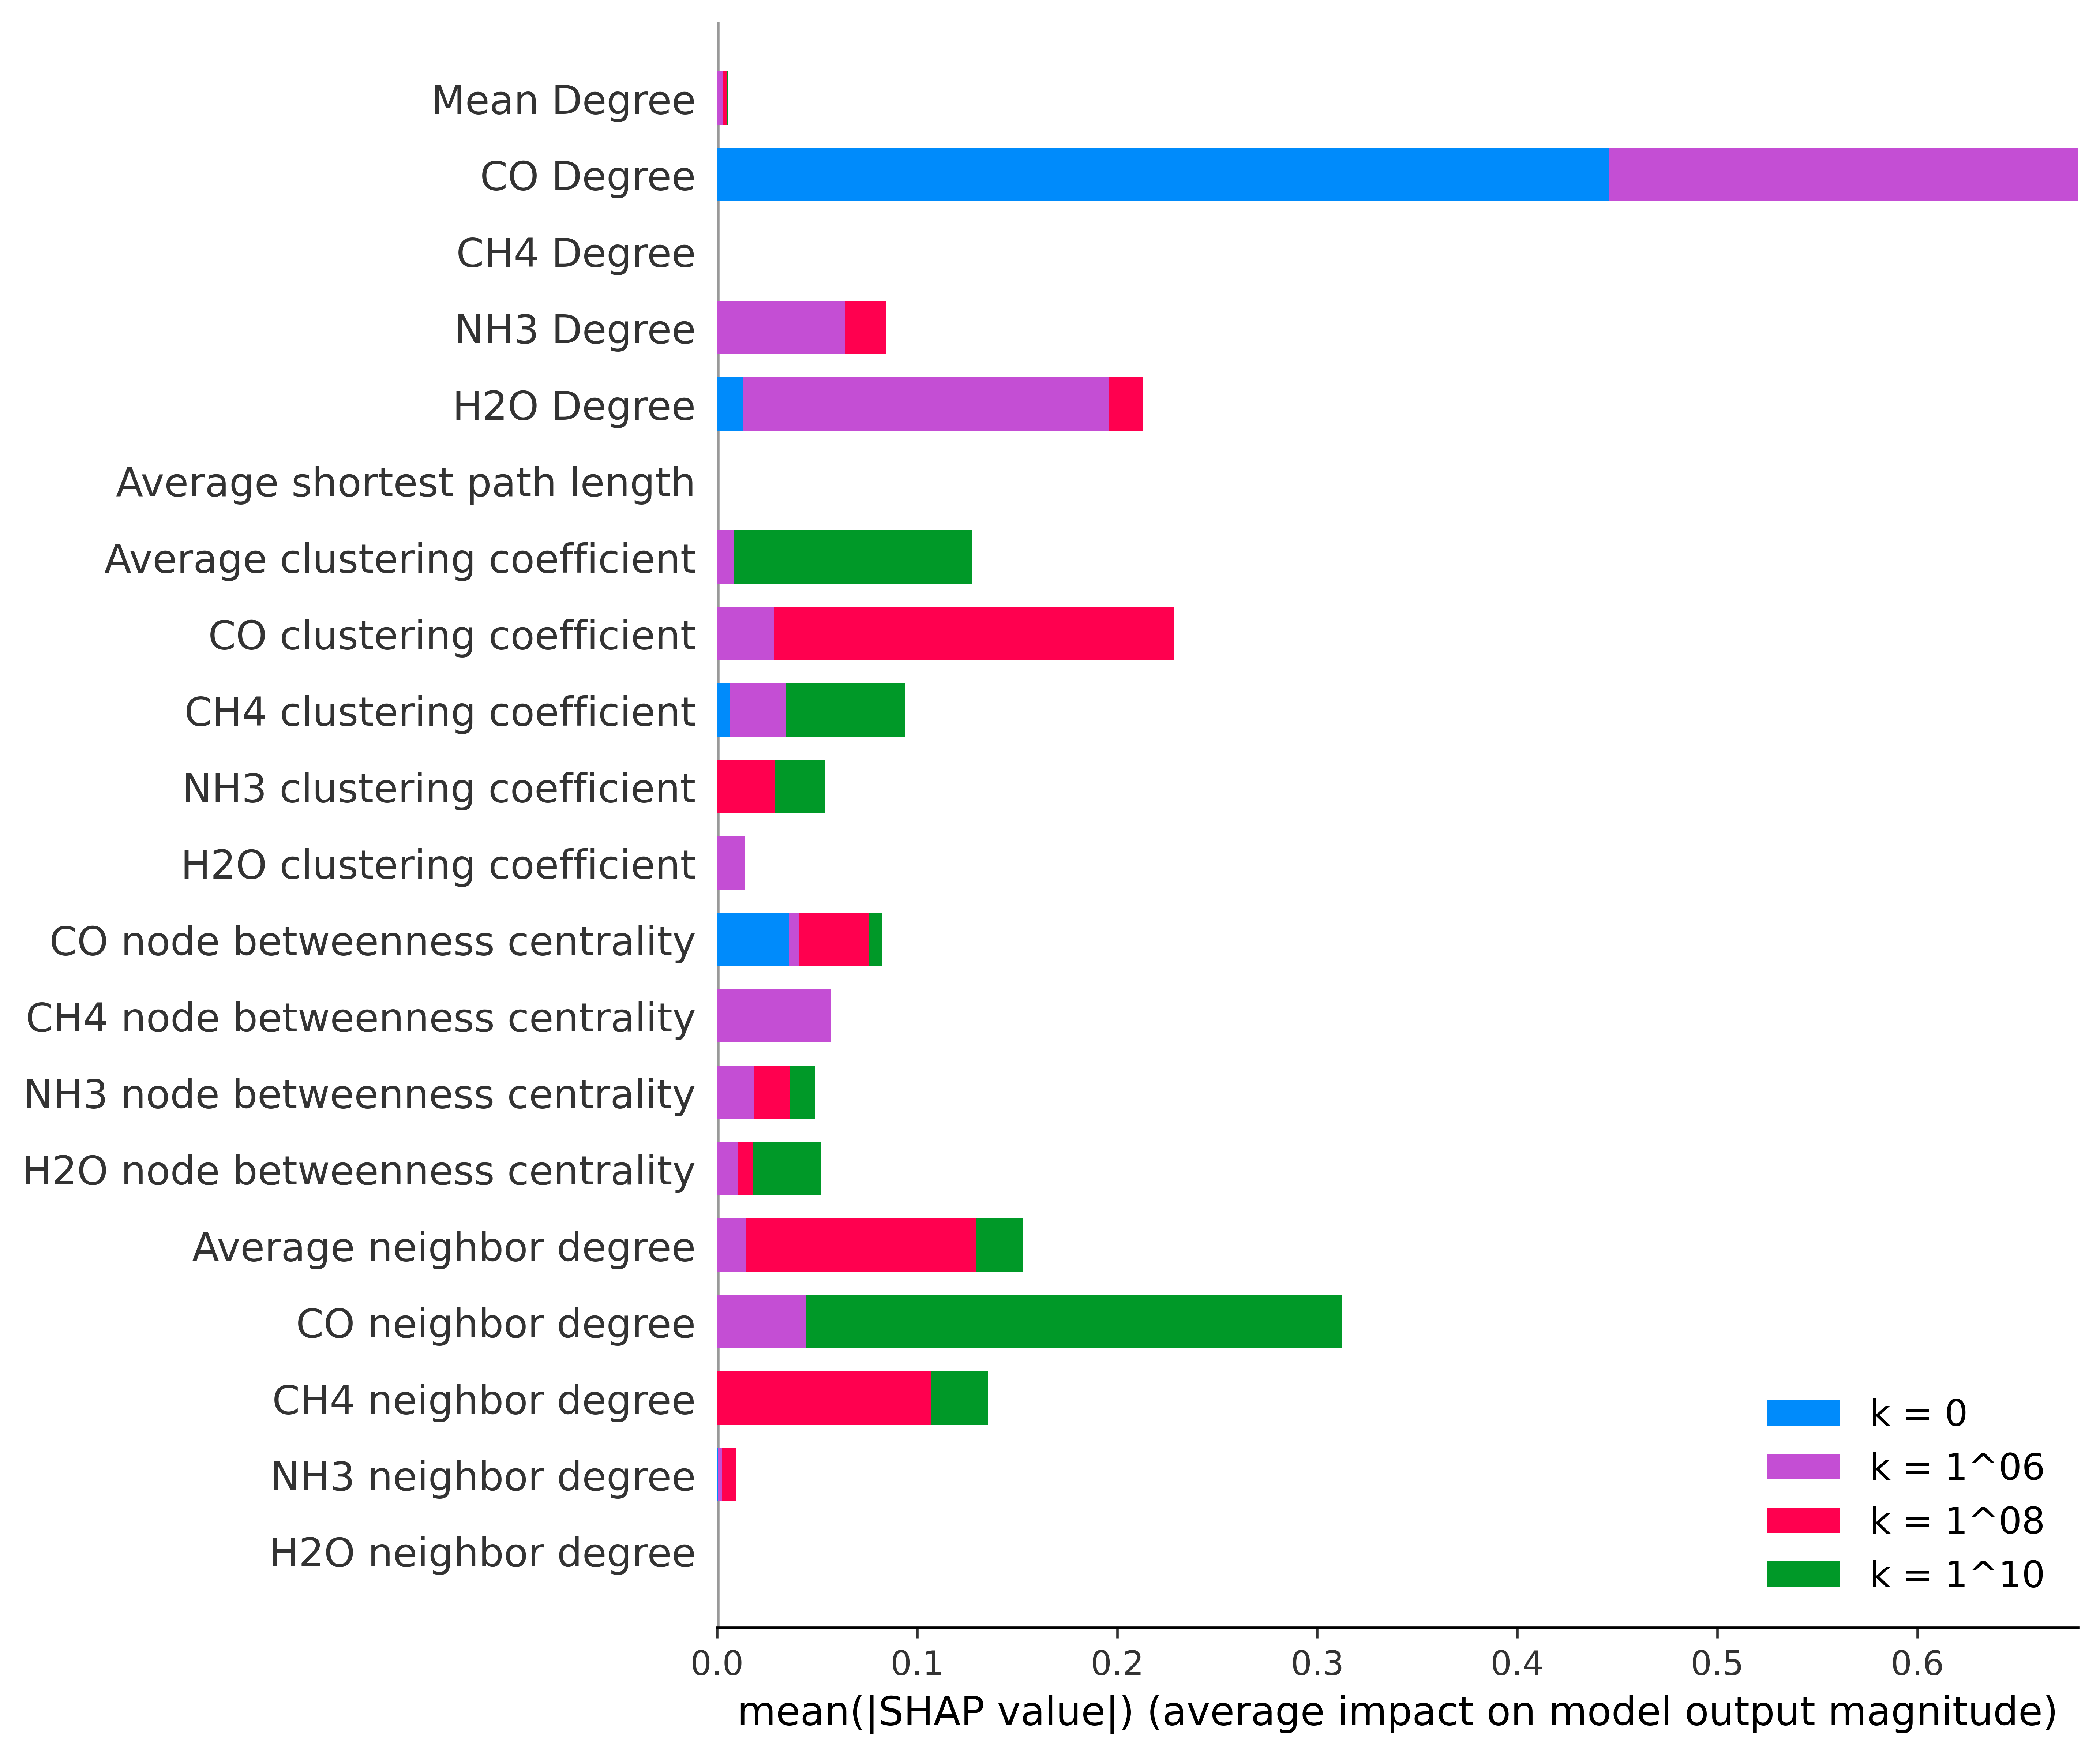 Mean Degree
CO Degree
CH4 Degree
NH3 Degree
H2O Degree
Average shortest path length
Average clustering coefficient
CO clustering coefficient
CH4 clustering coefficient
NH3 clustering coefficient
H2O clustering coefficient
CO node betweenness centrality
CH4 node betweenness centrality
NH3 node betweenness centrality
H2O node betweenness centrality
Average neighbor degree
CO neighbor degree
CH4 neighbor degree
NH3 neighbor degree
H2O neighbor degree
k = 0
k = 1^06
k = 1^08
k = 1^10
0.0 0.1 0.2 0.3 0.4 0.5 0.6
mean(|SHAP value|) (average impact on model output magnitude)